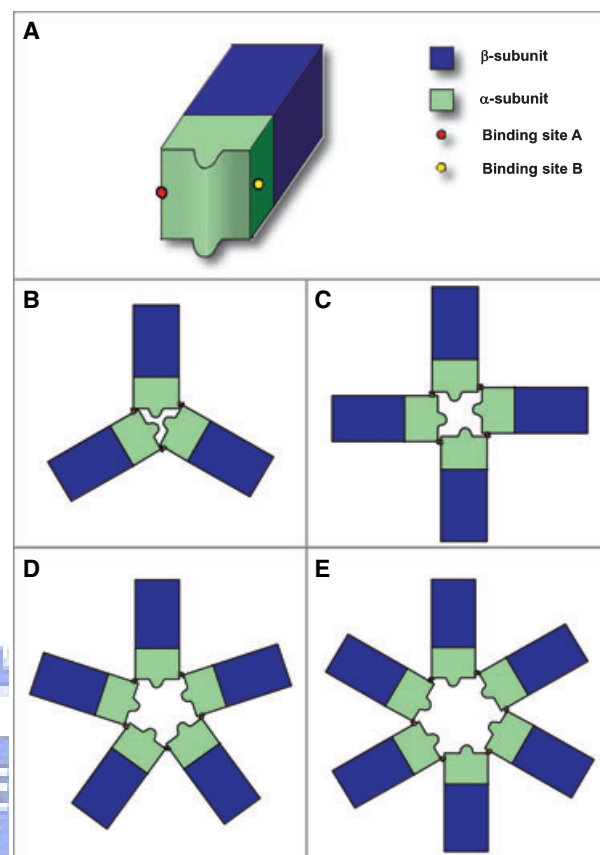 A
β-subunit
α-subunit
Binding site A
Binding site B
B
C
D
E